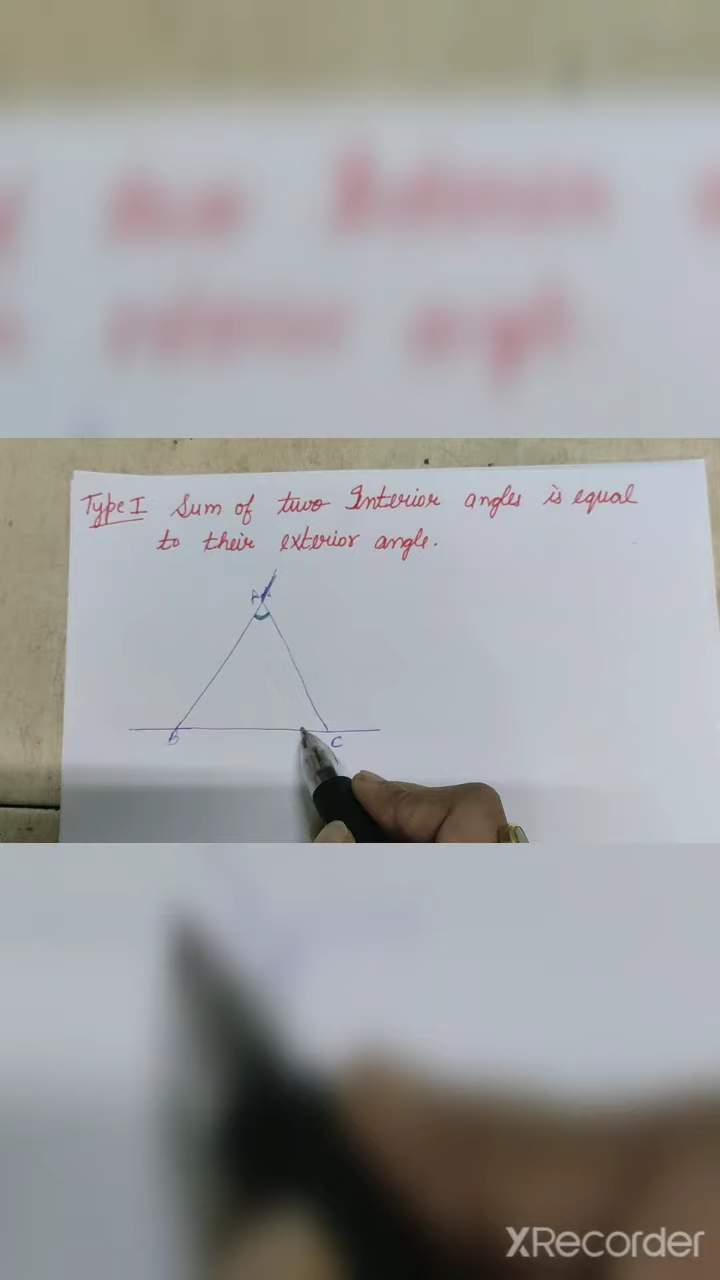 Type I Sum of two Interior angles is equal
to their exterior angle.
A
B
C
XRecorder